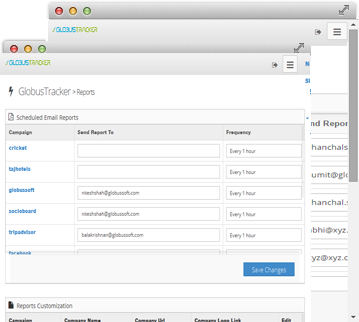 GLOBUSTRACKER
GLOBUSTRACKER
GlobusTracker > Reports
Scheduled Email Reports
Campaign Send Report To Frequency
cricket Every 1 hour
tajhotels Every 1 hour
globussoft niteshshah@globussoft.com Every 1 hour
socioboard niteshshah@globussoft.com Every 1 hour
tripadvisor balakrishnan@globussoft.com Every 1 hour
facebook
Save Changes
Reports Customization
Campaign Company Name Company Url Company Logo Link Edit
nd Repor
hanchals
umit@glo
hanchal.s
bhi@xyz.
yz@xyz.c